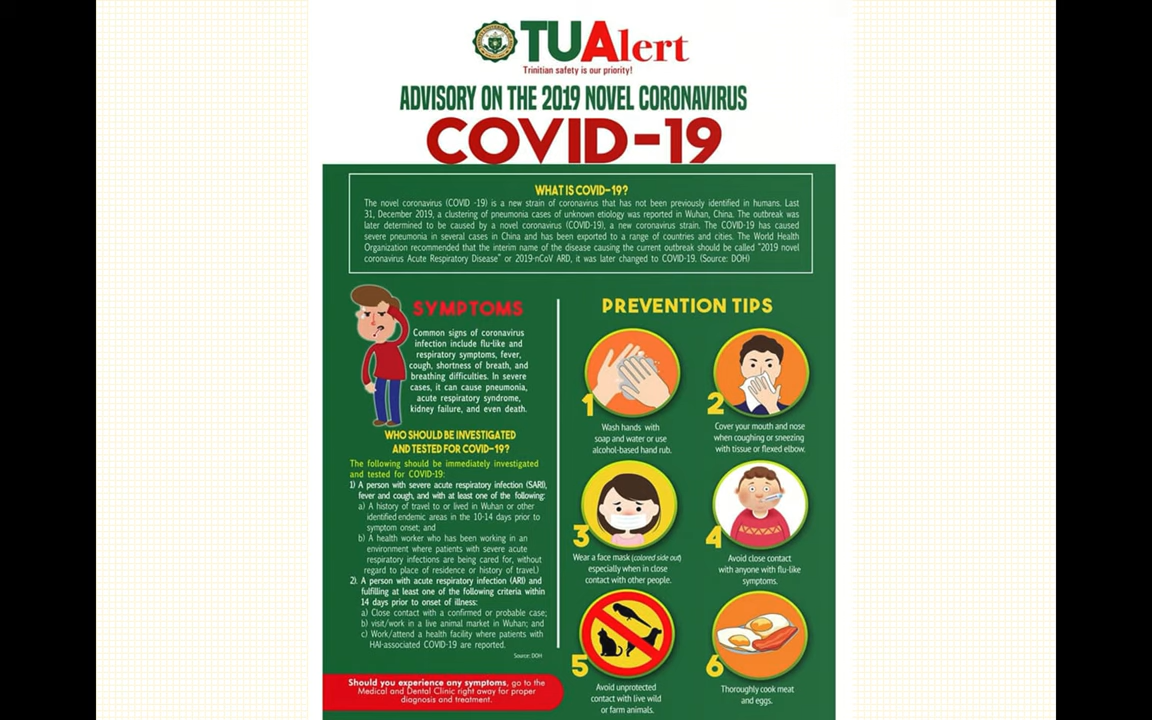 TUAlert
Trinitian safety is our priority!
ADVISORY ON THE 2019 NOVEL CORONAVIRUS
COVID-19
WHAT IS COVID-19?
The novel coronavirus (COVID -19) is a new strain of coronavirus that has not been previously identified in humans. Last
31, December 2019, a clustering of pneumonia cases of unknown etiology was reported in Wuhan, China. The outbreak was
later determined to be caused by a novel coronavirus (COVID-19), a new coronavirus strain. The COVID-19 has caused
severe pneumonia in several cases in China and has been exported to a range of countries and cities. The World Health
Organization recommended that the interim name of the disease causing the current outbreak should be called "2019 novel
coronavirus Acute Respiratory Disease" or 2019-nCoV ARD, it was later changed to COVID-19. (Source: DOH)
SYMPTOMS
Common signs of coronavirus
infection include flu-like and
respiratory symptoms, fever,
cough, shortness of breath, and
breathing difficulties. In severe
cases, it can cause pneumonia,
acute respiratory syndrome,
kidney failure, and even death.
WHO SHOULD BE INVESTIGATED
AND TESTED FOR COVID-19?
The following should be immediately investigated
and tested for COVID-19:
1) A person with severe acute respiratory infection (SARI),
fever and cough, and with at least one of the following:
a) A history of travel to or lived in Wuhan or other
identified endemic areas in the 10-14 days prior to
symptom onset; and
b) A health worker who has been working in an
environment where patients with severe acute
respiratory infections are being cared for, without
regard to place of residence or history of travel.)
2) A person with acute respiratory infection (ARI) and
fulfilling at least one of the following criteria within
14 days prior to onset of illness:
a) Close contact with a confirmed or probable case;
b) visit/work in a live animal market in Wuhan; and
c) Work/attend a health facility where patients with
HAI-associated COVID-19 are reported.
Source: DOH
Should you experience any symptoms, go to the
Medical and Dental Clinic right away for proper
diagnosis and treatment.
PREVENTION TIPS
1
Wash hands with
soap and water or use
alcohol-based hand rub.
2
Cover your mouth and nose
when coughing or sneezing
with tissue or flexed elbow.
3
Wear a face mask (colored side out)
especially when in close
contact with other people.
4
Avoid close contact
with anyone with flu-like
symptoms.
5
Avoid unprotected
contact with live wild
or farm animals.
6
Thoroughly cook meat
and eggs.